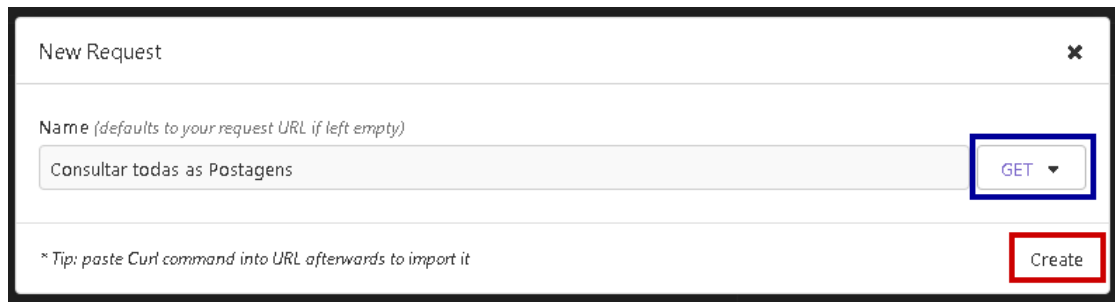 New Request ✖
Name (defaults to your request URL if left empty)
Consultar todas as Postagens GET
* Tip: paste Curl command into URL afterwards to import it Create